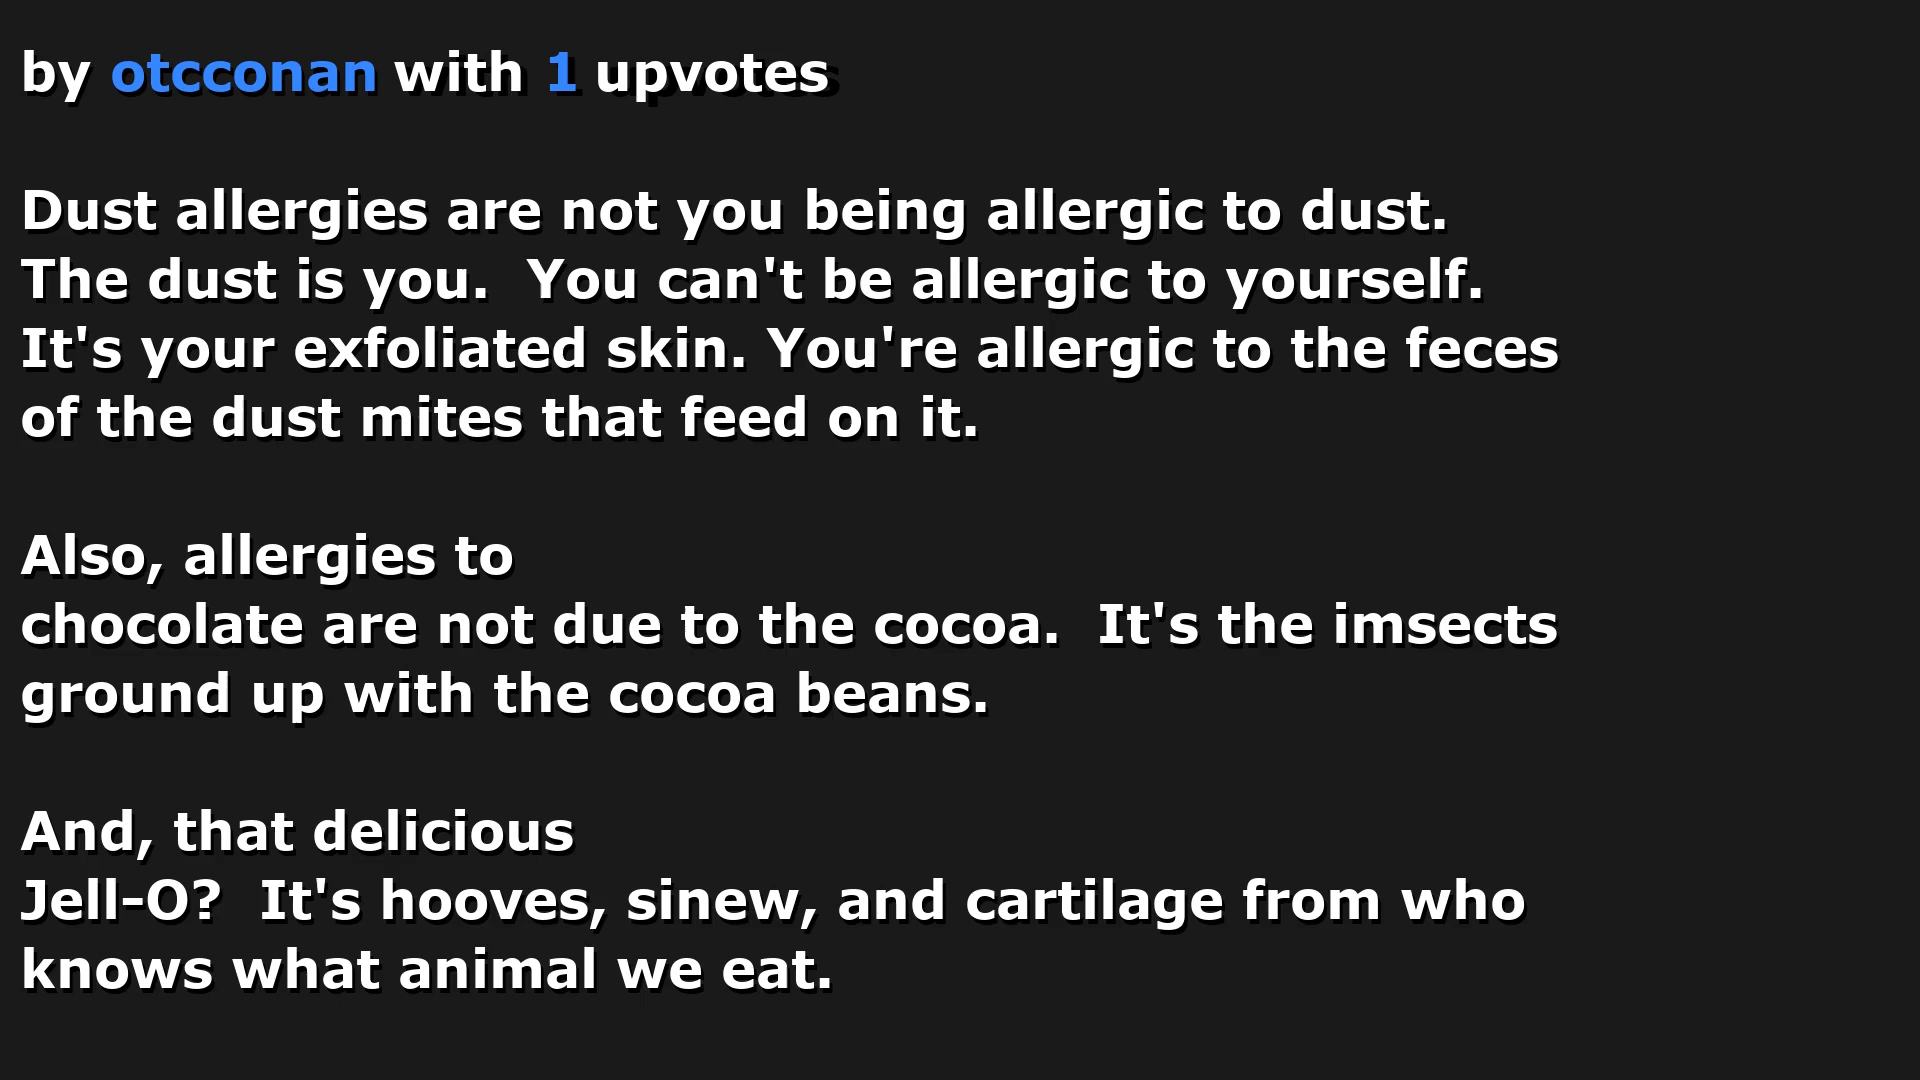 by otcconan with 1 upvotes
Dust allergies are not you being allergic to dust.
The dust is you.  You can't be allergic to yourself.
It's your exfoliated skin. You're allergic to the feces
of the dust mites that feed on it.
Also, allergies to
chocolate are not due to the cocoa.  It's the imsects
ground up with the cocoa beans.
And, that delicious
Jell-O?  It's hooves, sinew, and cartilage from who
knows what animal we eat.